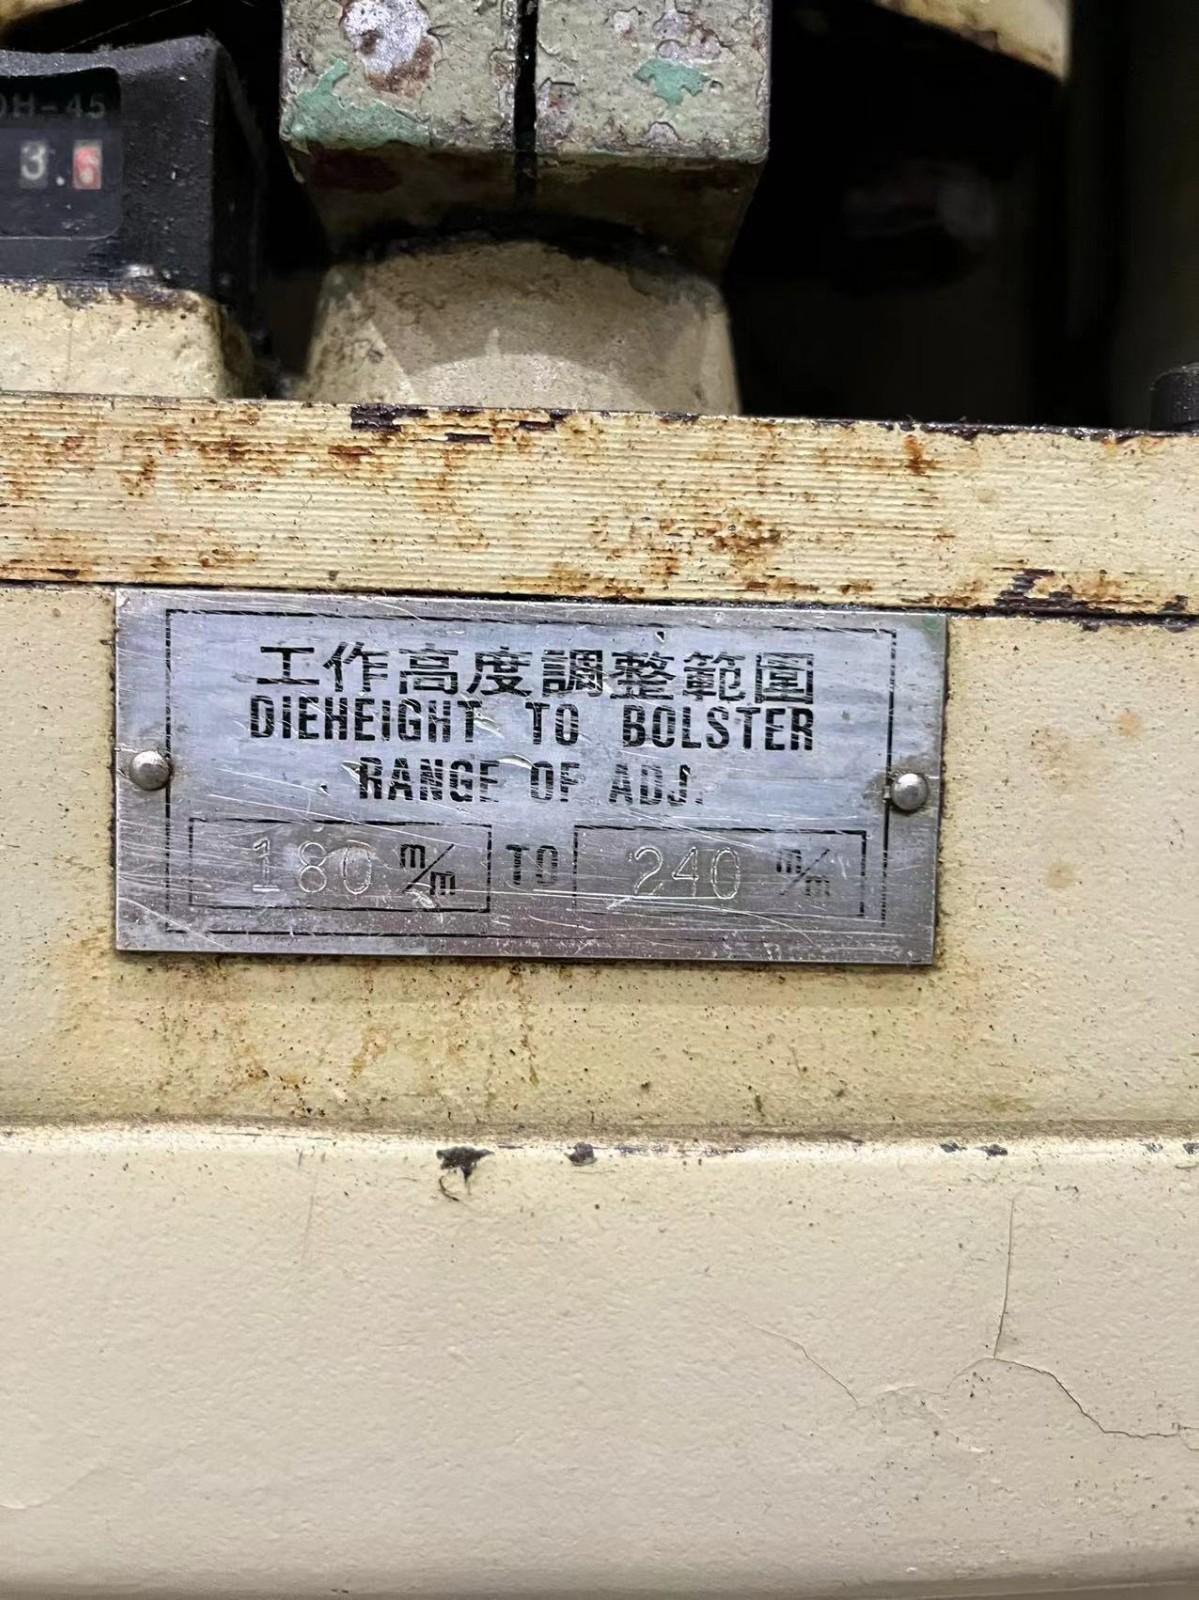 DH-45
3.6
工作高度調整範圍
DIEHEIGHT TO BOLSTER
RANGE OF ADJ.
180 m/m TO 240 m/m